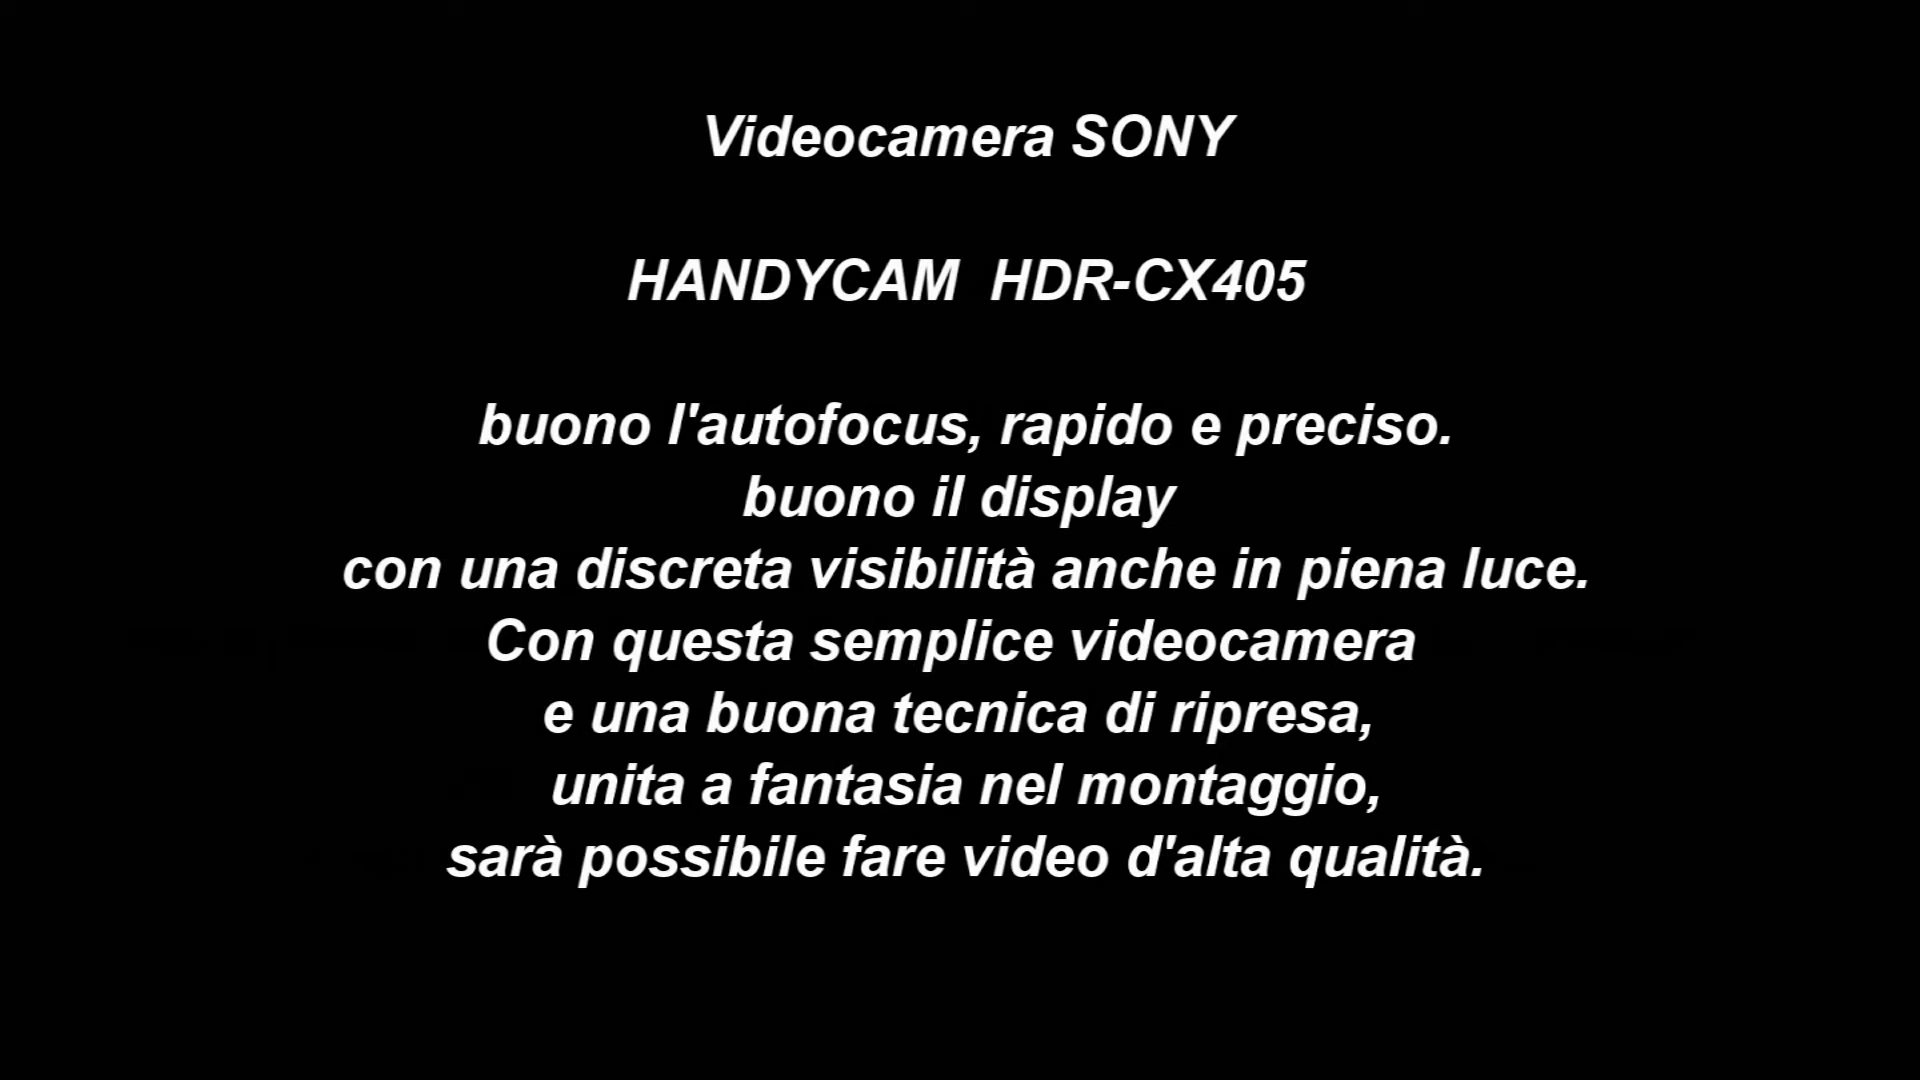 Videocamera SONY
HANDYCAM  HDR-CX405
buono l'autofocus, rapido e preciso.
buono il display
con una discreta visibilità anche in piena luce.
Con questa semplice videocamera
e una buona tecnica di ripresa,
unita a fantasia nel montaggio,
sarà possibile fare video d'alta qualità.